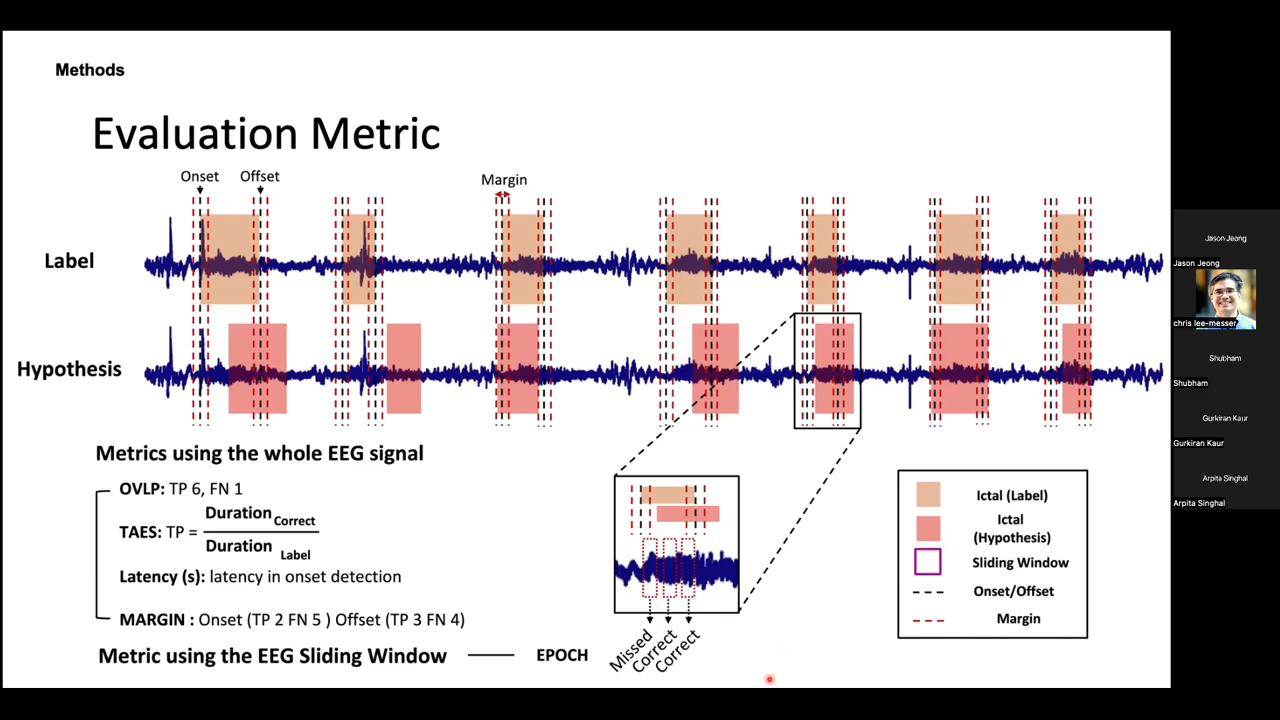 Methods
Evaluation Metric
Onset
Offset
Margin
Label
Hypothesis
Metrics using the whole EEG signal
OVLP: TP 6, FN 1
TAES: TP = Duration Correct
Duration Label
Latency (s): latency in onset detection
MARGIN : Onset (TP 2 FN 5 ) Offset (TP 3 FN 4)
Metric using the EEG Sliding Window
EPOCH
Missed
Correct
Correct
Ictal (Label)
Ictal
(Hypothesis)
Sliding Window
Onset/Offset
Margin
Jason Jeong
Jason Jeong
chris lee-messer
Shubham
Shubham
Gurkiran Kaur
Gurkiran Kaur
Arpita Singhal
Arpita Singhal